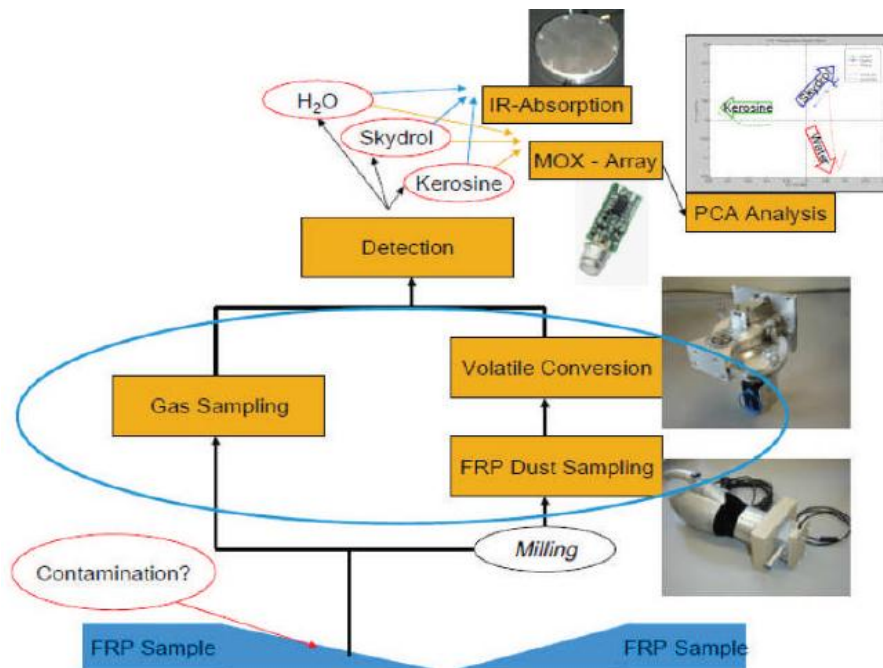 H2O
IR-Absorption
Skydrol
MOX - Array
Kerosine
Kerosine
Skydrol
Water
PCA Analysis
Detection
Volatile Conversion
Gas Sampling
FRP Dust Sampling
Milling
Contamination?
FRP Sample
FRP Sample